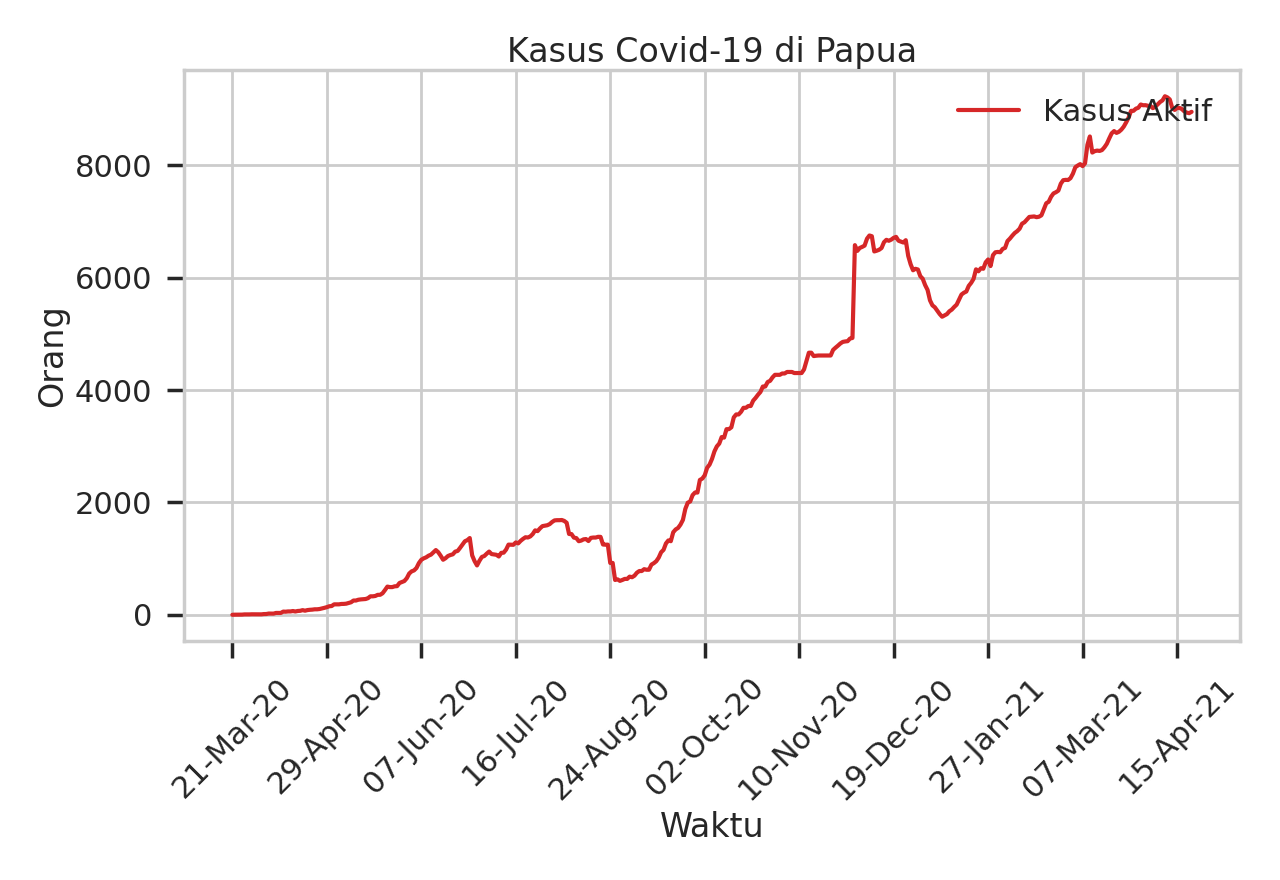 Kasus Covid-19 di Papua
Kasus Aktif
Orang
8000
6000
4000
2000
0
21-Mar-20
29-Apr-20
07-Jun-20
16-Jul-20
24-Aug-20
02-Oct-20
10-Nov-20
19-Dec-20
27-Jan-21
07-Mar-21
15-Apr-21
Waktu